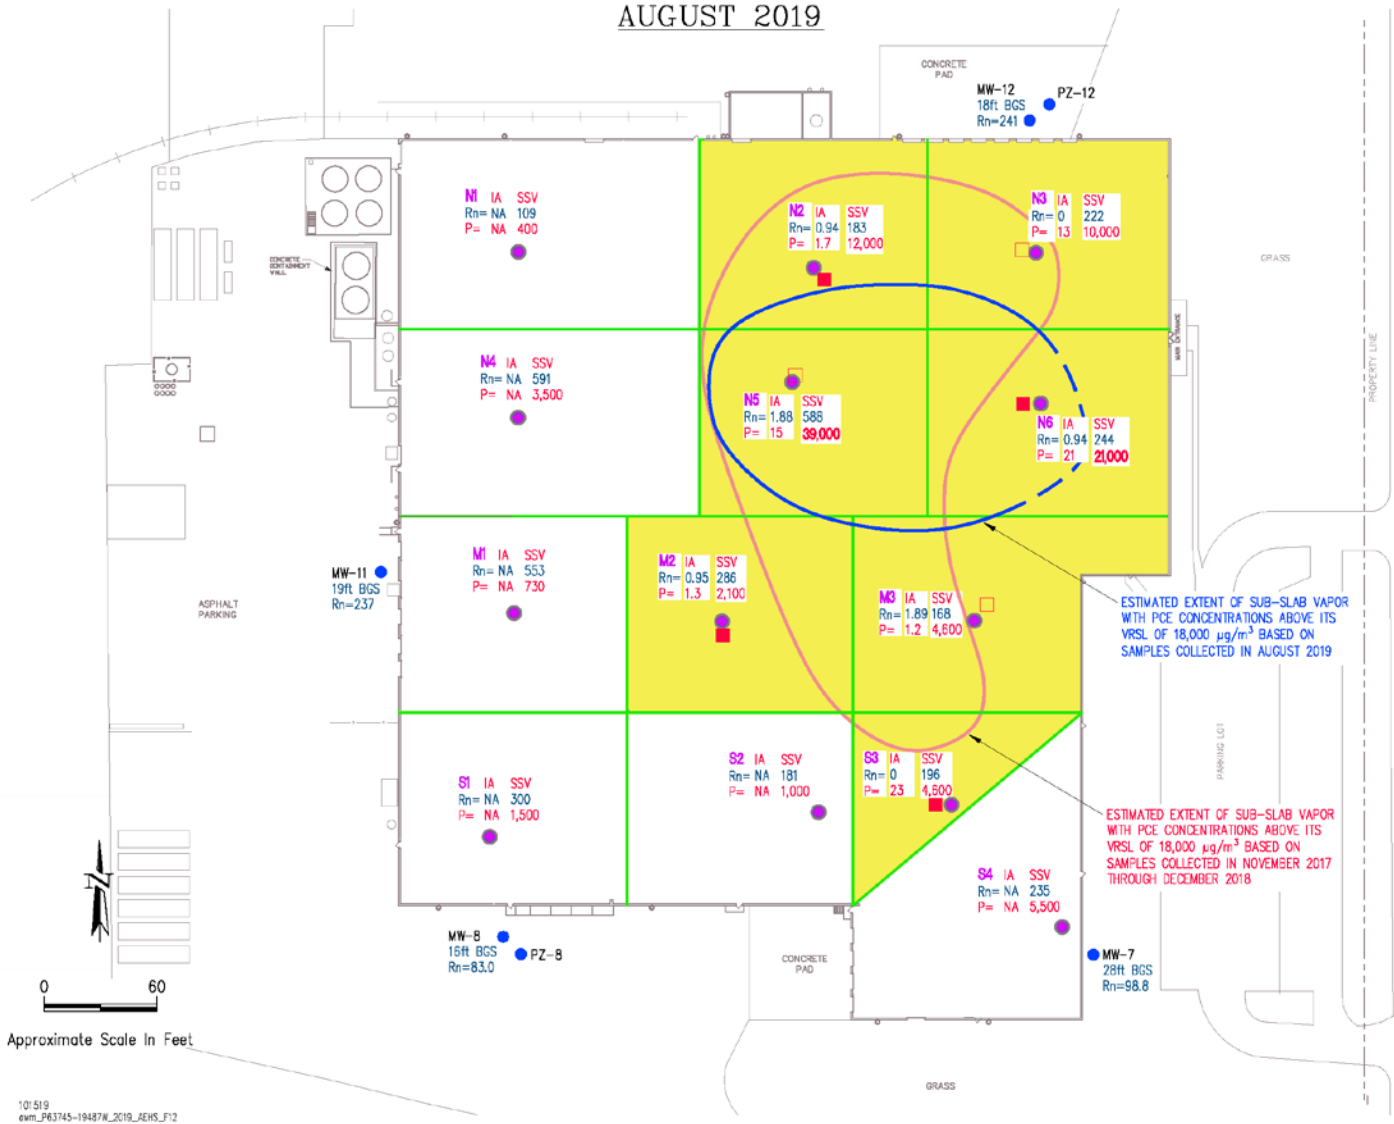 AUGUST 2019
CONCRETE
PAD
MW-12
18ft BGS
Rn=241
PZ-12
N1 IA SSV
Rn= NA 109
P= NA 400
N2 IA SSV
Rn= 0.94 183
P= 1.7 12,000
N3 IA SSV
Rn= 0 222
P= 13 10,000
CONCRETE
CONTAINMENT
WALL
GRASS
MAIN ENTRANCE
PROPERTY LINE
N4 IA SSV
Rn= NA 591
P= NA 3,500
N5 IA SSV
Rn= 1.88 588
P= 15 39,000
N6 IA SSV
Rn= 0.94 244
P= 21 21,000
MW-11
19ft BGS
Rn=237
ASPHALT
PARKING
M1 IA SSV
Rn= NA 553
P= NA 730
M2 IA SSV
Rn= 0.95 286
P= 1.3 2,100
M3 IA SSV
Rn= 1.89 168
P= 1.2 4,600
ESTIMATED EXTENT OF SUB-SLAB VAPOR
WITH PCE CONCENTRATIONS ABOVE ITS
VRSL OF 18,000 µg/m³ BASED ON
SAMPLES COLLECTED IN AUGUST 2019
PARKING LOT
S1 IA SSV
Rn= NA 300
P= NA 1,500
S2 IA SSV
Rn= NA 181
P= NA 1,000
S3 IA SSV
Rn= 0 196
P= 23 4,600
ESTIMATED EXTENT OF SUB-SLAB VAPOR
WITH PCE CONCENTRATIONS ABOVE ITS
VRSL OF 18,000 µg/m³ BASED ON
SAMPLES COLLECTED IN NOVEMBER 2017
THROUGH DECEMBER 2018
S4 IA SSV
Rn= NA 235
P= NA 5,500
N
MW-8
16ft BGS
Rn=83.0
PZ-8
CONCRETE
PAD
MW-7
28ft BGS
Rn=98.8
0 60
Approximate Scale In Feet
GRASS
101519
ewm_P63745-19487W_2019_AEHS_F12